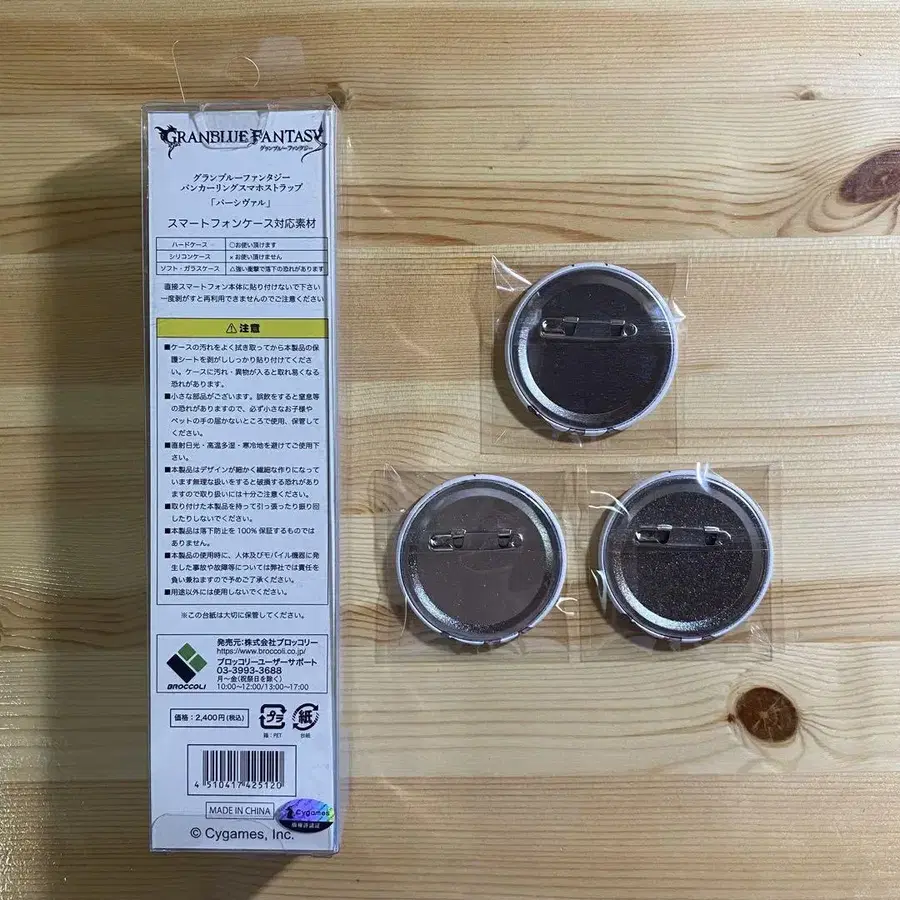 GRANBLUE FANTASY
グランブルーファンタジー
グランブルーファンタジー
バンカーリングスマホストラップ
「パーシヴァル」
スマートフォンケース対応素材
ハードケース ○お使い頂けます
シリコンケース ×お使い頂けません
ソフト・ガラスケース △強い衝撃で落下の恐れがあります
直接スマートフォン本体に貼り付けないで下さい
一度剥がすと再利用できませんのでご注意ください
⚠注意
■ケースの汚れをよく拭き取ってから本製品の保
護シートを剥がししっかり貼り付けてくださ
い。ケースに汚れ・異物が入ると取れ易くなる
恐れがあります。
■小さな部品がございます。誤飲をすると窒息等
の恐れがありますので、必ず小さなお子様や
ペットの手の届かないところで使用、保管して
ください。
■直射日光・高温多湿・寒冷地を避けてご使用下
さい。
■本製品はデザインが細かく繊細な作りになって
います無理な扱いをすると破損する恐れがあり
ますので取り扱いには十分ご注意ください。
■取り付けた本製品を持って引っ張ったり振り回
したりしないでください。
■本製品は落下防止を100%保証するものでは
ありません。
■本製品の使用時に、人体及びモバイル機器に発
生した事故や故障等については弊社では責任を
負い兼ねますので予めご了承ください。
■用途以外には使用しないでください。
※この台紙は大切に保管してください。
発売元:株式会社ブロッコリー
https://www.broccoli.co.jp/
ブロッコリーユーザーサポート
03-3993-3688
月〜金(祝祭日を除く)
10:00〜12:00/13:00〜17:00
BROCCOLI
価格:2,400円(税込)
プラ
箱:PET
紙
台紙
4 510417 425120
MADE IN CHINA
Cygames
© Cygames, Inc.